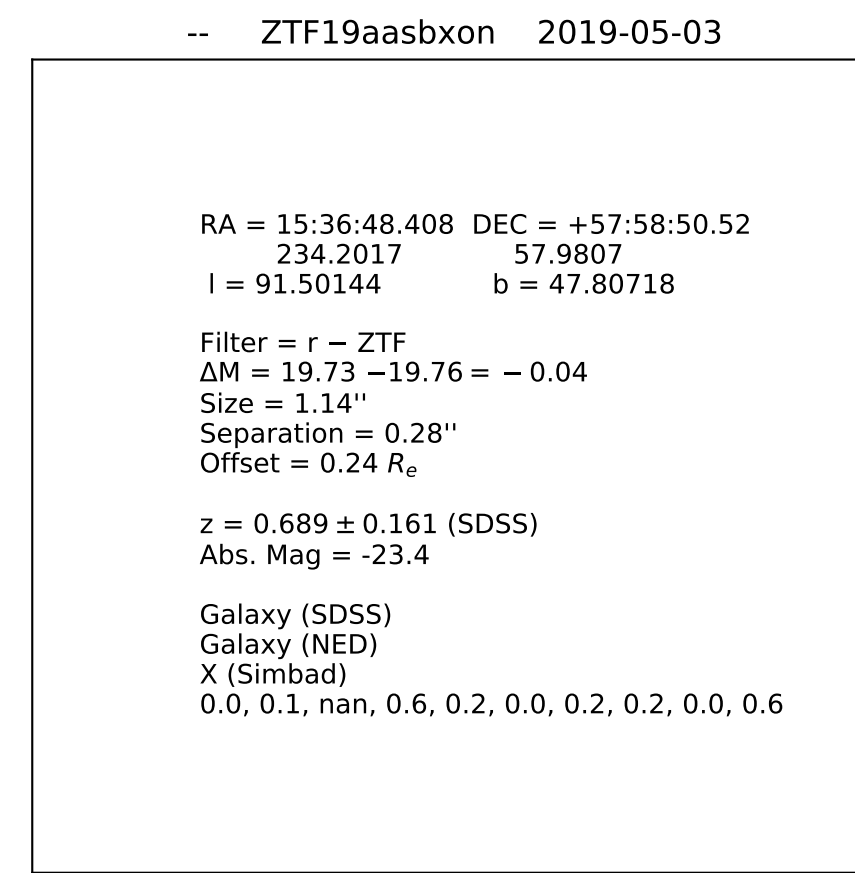 -- ZTF19aasbxon 2019-05-03
RA = 15:36:48.408 DEC = +57:58:50.52
234.2017 57.9807
l = 91.50144 b = 47.80718
Filter = r − ZTF
ΔM = 19.73 −19.76 = − 0.04
Size = 1.14''
Separation = 0.28''
Offset = 0.24 Rₑ
z = 0.689 ± 0.161 (SDSS)
Abs. Mag = -23.4
Galaxy (SDSS)
Galaxy (NED)
X (Simbad)
0.0, 0.1, nan, 0.6, 0.2, 0.0, 0.2, 0.2, 0.0, 0.6